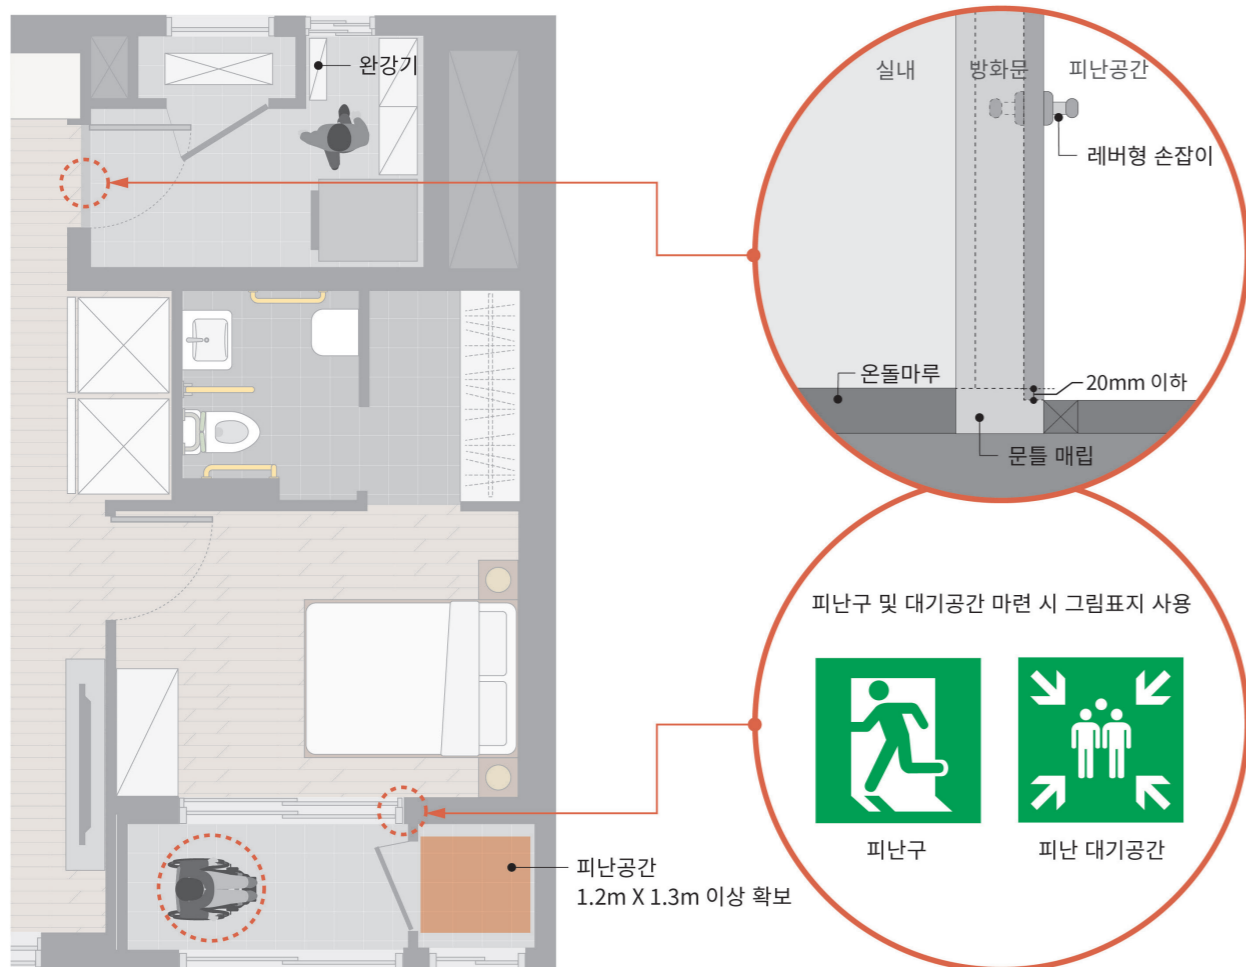 완강기
실내
방화문
피난공간
레버형 손잡이
온돌마루
20mm 이하
문틀 매립
피난구 및 대기공간 마련 시 그림표지 사용
피난구
피난 대기공간
피난공간
1.2m X 1.3m 이상 확보